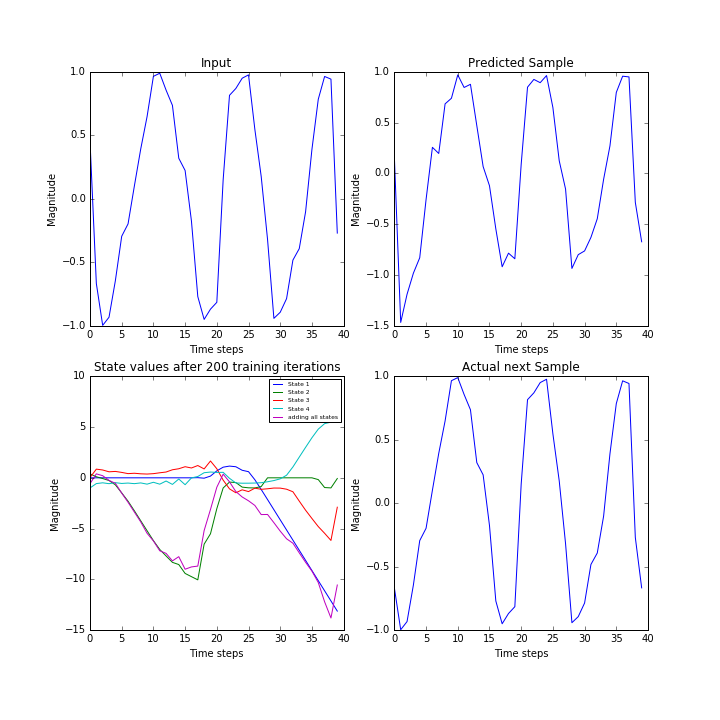 Input
1.0
0.5
0.0
−0.5
−1.0
Magnitude
0 5 10 15 20 25 30 35 40
Time steps
Predicted Sample
1.0
0.5
0.0
−0.5
−1.0
−1.5
Magnitude
0 5 10 15 20 25 30 35 40
Time steps
State values after 200 training iterations
10
5
0
−5
−10
−15
Magnitude
State 1
State 2
State 3
State 4
adding all states
0 5 10 15 20 25 30 35 40
Time steps
Actual next Sample
1.0
0.5
0.0
−0.5
−1.0
Magnitude
0 5 10 15 20 25 30 35 40
Time steps